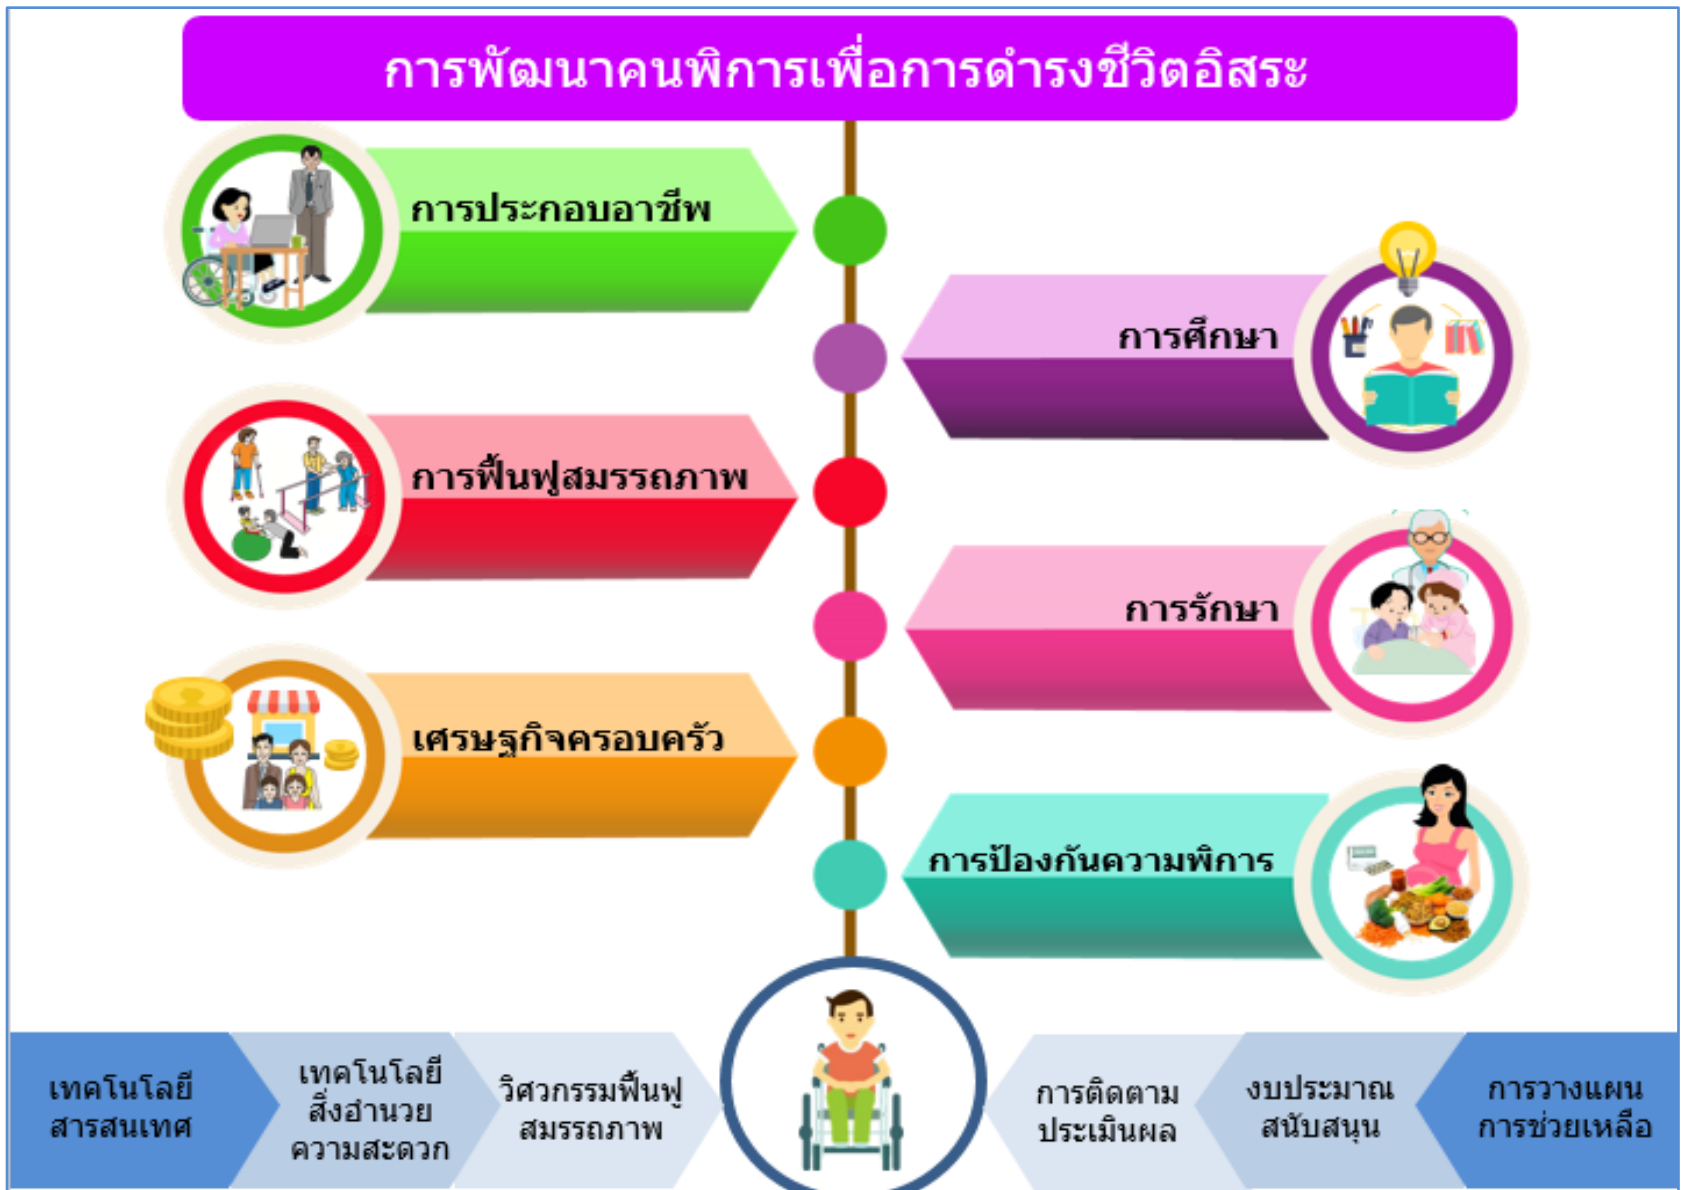 การพัฒนาคนพิการเพื่อการดำรงชีวิตอิสระ
การประกอบอาชีพ
การศึกษา
การฟื้นฟูสมรรถภาพ
การรักษา
เศรษฐกิจครอบครัว
การป้องกันความพิการ
เทคโนโลยี
สารสนเทศ
เทคโนโลยี
สิ่งอำนวย
ความสะดวก
วิศวกรรมฟื้นฟู
สมรรถภาพ
การติดตาม
ประเมินผล
งบประมาณ
สนับสนุน
การวางแผน
การช่วยเหลือ